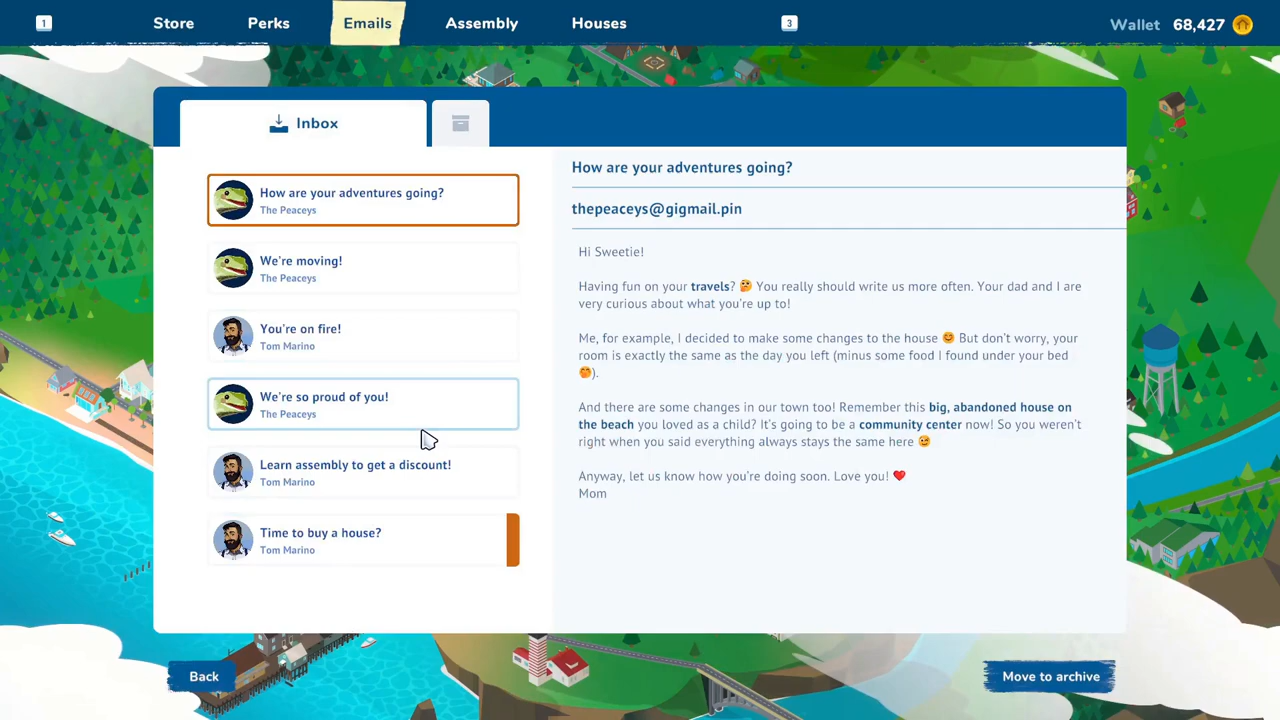 1 Store Perks Emails Assembly Houses 3 Wallet 68,427
Inbox
How are your adventures going?
The Peaceys
We're moving!
The Peaceys
You're on fire!
Tom Marino
We're so proud of you!
The Peaceys
Learn assembly to get a discount!
Tom Marino
Time to buy a house?
Tom Marino
How are your adventures going?
thepeaceys@gigmail.pin
Hi Sweetie!
Having fun on your travels? 🤔 You really should write us more often. Your dad and I are
very curious about what you're up to!
Me, for example, I decided to make some changes to the house 😊 But don't worry, your
room is exactly the same as the day you left (minus some food I found under your bed
🤭).
And there are some changes in our town too! Remember this big, abandoned house on
the beach you loved as a child? It's going to be a community center now! So you weren't
right when you said everything always stays the same here 😉
Anyway, let us know how you're doing soon. Love you! ❤️
Mom
Back
Move to archive